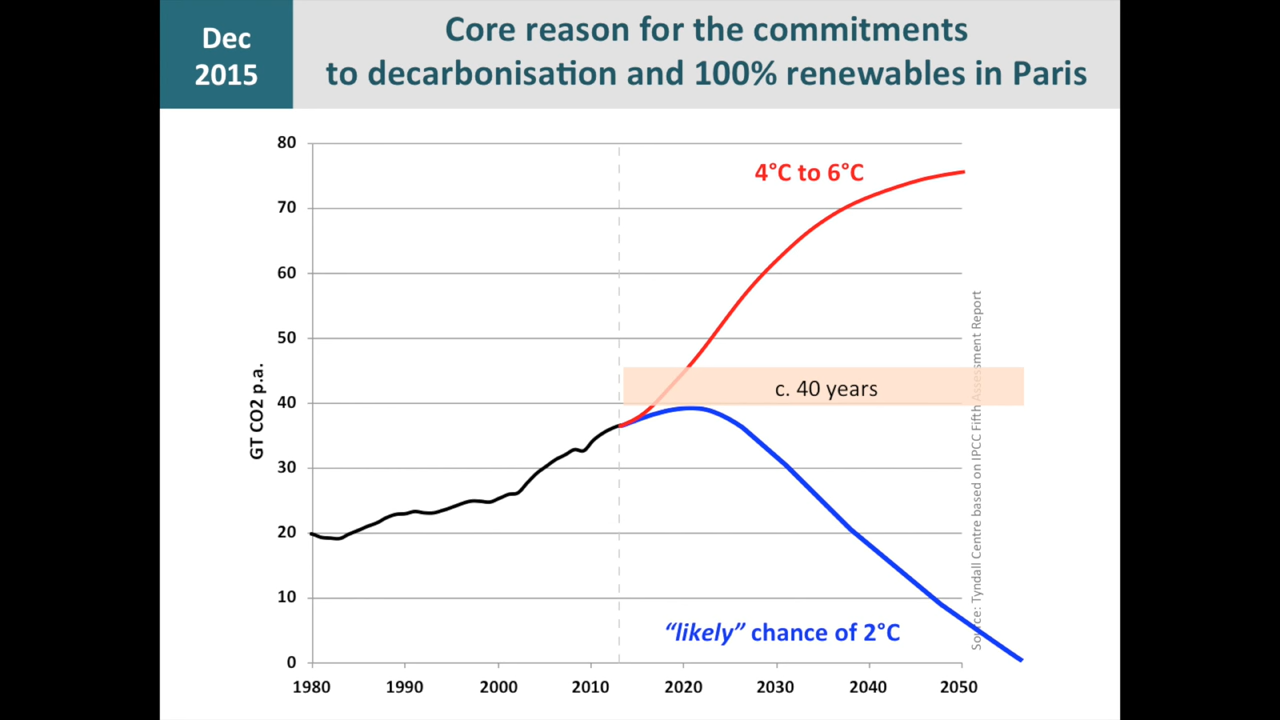 Dec
2015
Core reason for the commitments
to decarbonisation and 100% renewables in Paris
80
70
60
50
40
30
20
10
0
GT CO2 p.a.
4°C to 6°C
c. 40 years
"likely" chance of 2°C
Source: Tyndall Centre based on IPCC Fifth Assessment Report
1980
1990
2000
2010
2020
2030
2040
2050